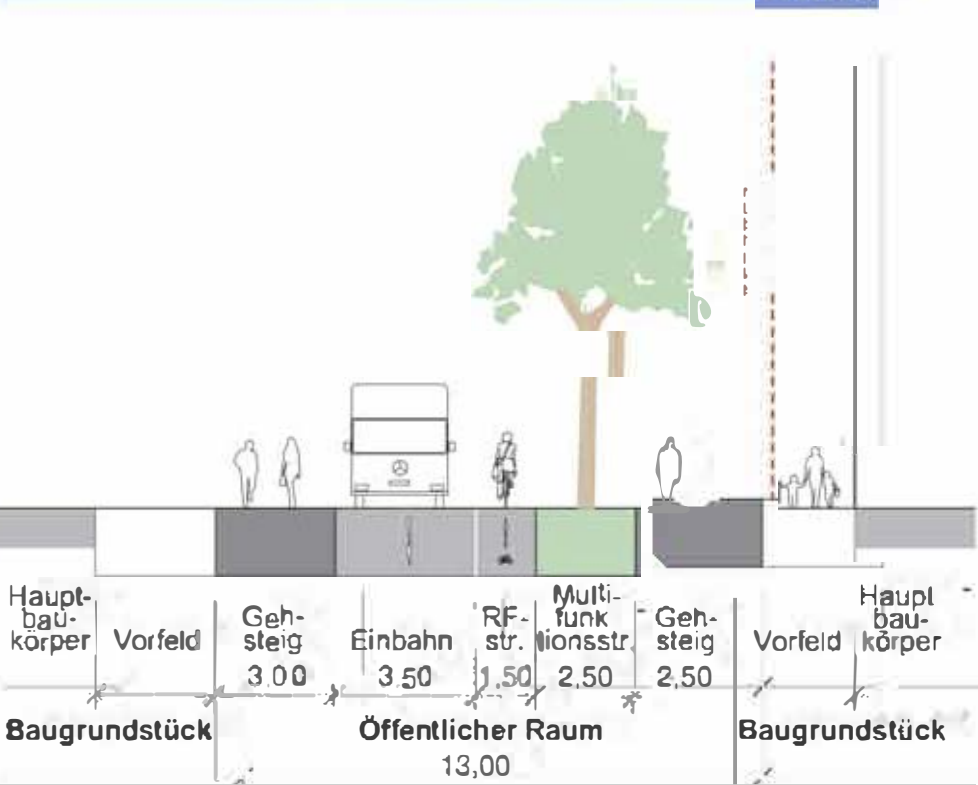 Haupt-
bau-
körper
Vorfeld
Geh-
steig
3.00
Einbahn
3.50
RF-
str.
1,50
Multi-
funk
tionsstr.
2,50
Geh-
steig
2,50
Vorfeld
Haupt
bau-
körper
Baugrundstück
Öffentlicher Raum
13,00
Baugrundstück